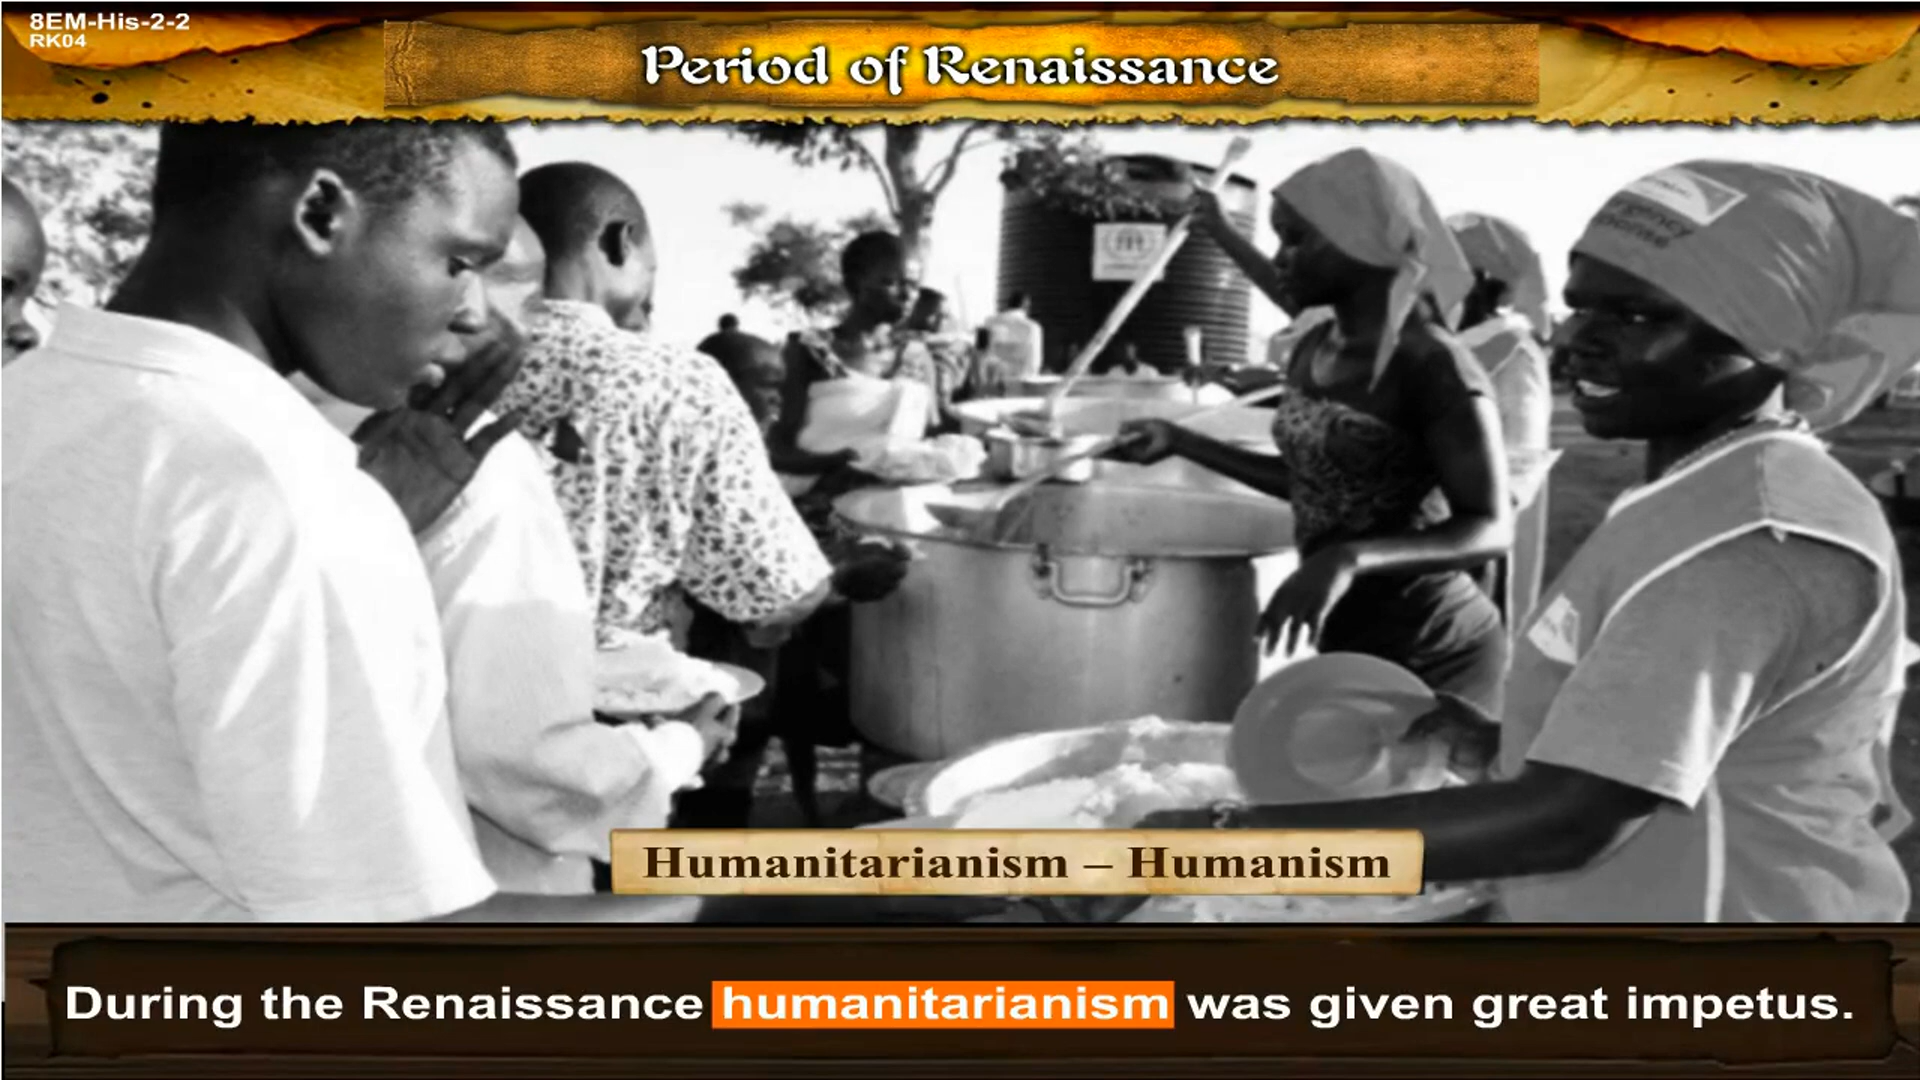 8EM-His-2-2
RK04
Period of Renaissance
Humanitarianism – Humanism
During the Renaissance humanitarianism was given great impetus.